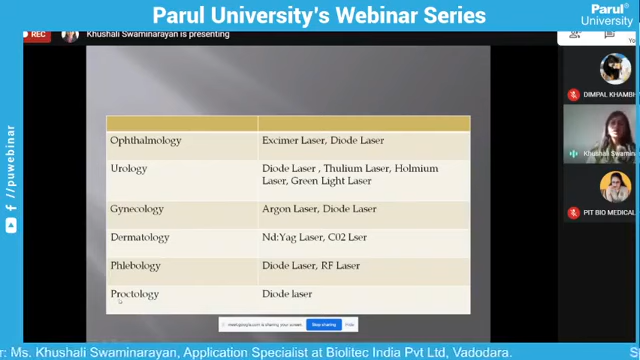 Parul University's Webinar Series
Parul®
University
REC
Khushali Swaminarayan is presenting
Yo
DIMPAL KHAMBH
Ophthalmology
Excimer Laser, Diode Laser
Urology
Diode Laser , Thulium Laser, Holmium
Laser, Green Light Laser
Gynecology
Argon Laser, Diode Laser
Dermatology
Nd:Yag Laser, C02 Lser
Phlebology
Diode Laser, RF Laser
Proctology
Diode laser
Khushali Swamina
PIT BIO MEDICAL
meet.google.com is sharing your screen.
Stop sharing
Hide
/puwebinar
r: Ms. Khushali Swaminarayan, Application Specialist at Biolitec India Pvt Ltd, Vadodara.
S